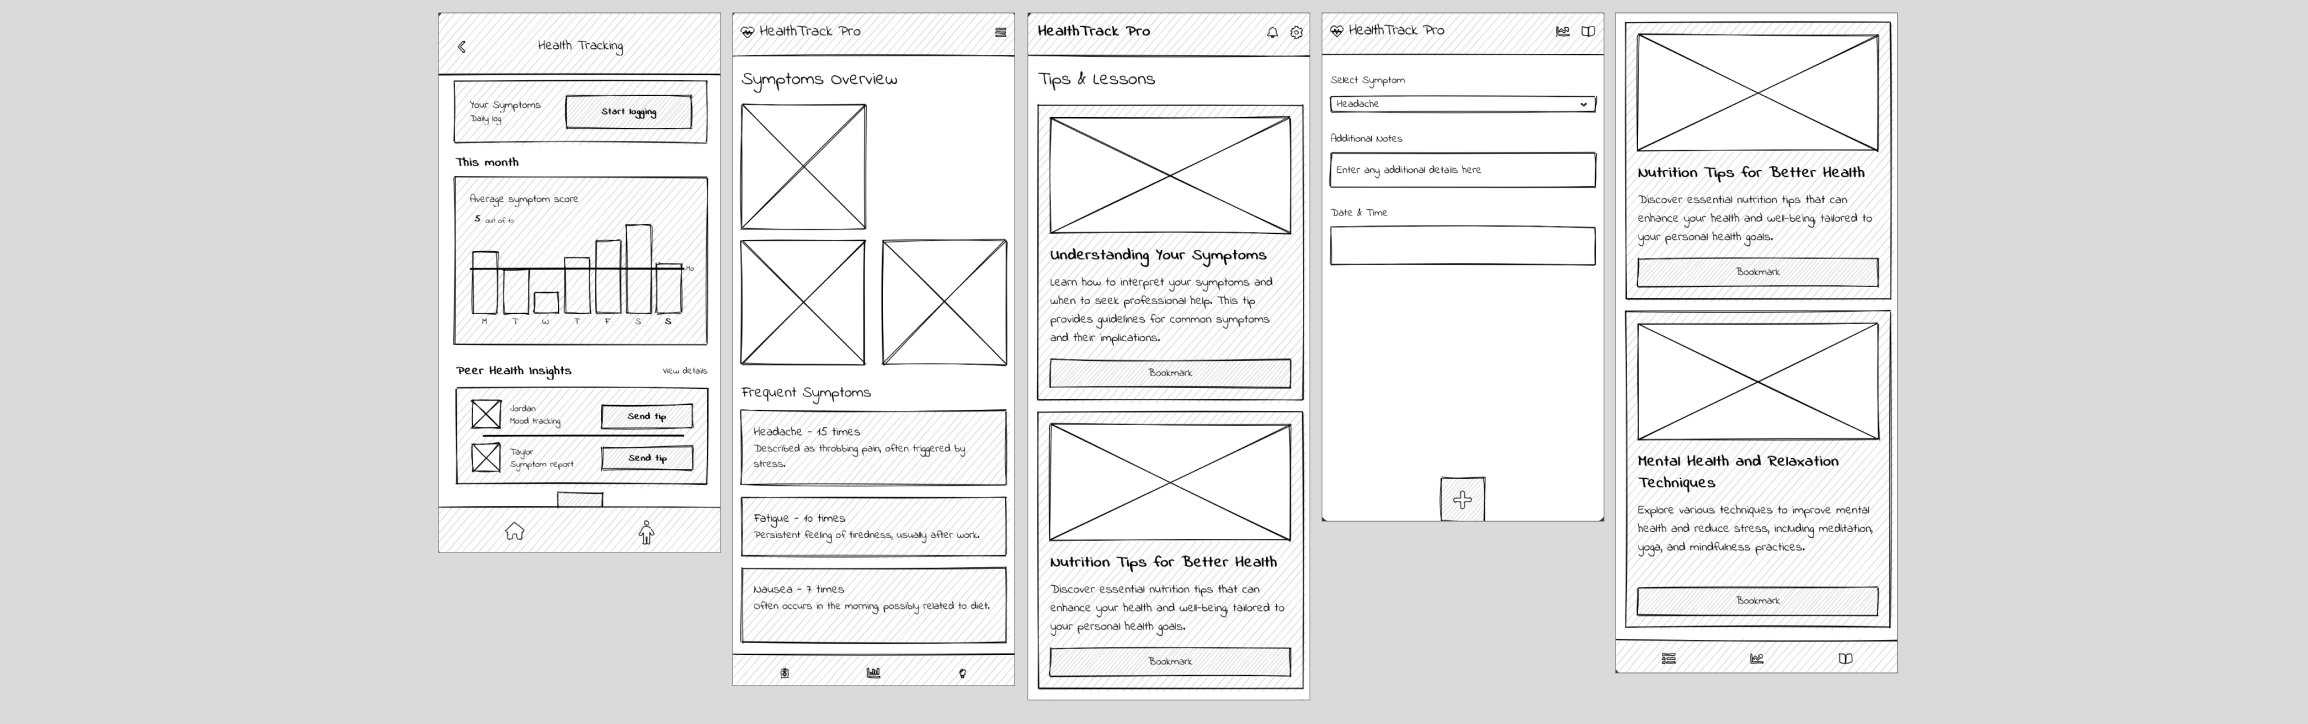 Health Tracking
Your Symptoms
Daily log
Start logging
This month
Average symptom score
5 out of 10
Mo
M T W T F S S
Peer Health Insights
View details
Jordan
Mood tracking
Send tip
Taylor
Symptom report
Send tip
HealthTrack Pro
Symptoms Overview
Frequent Symptoms
Headache - 15 times
Described as throbbing pain, often triggered by
stress.
Fatigue - 10 times
Persistent feeling of tiredness, usually after work.
Nausea - 7 times
Often occurs in the morning, possibly related to diet.
HealthTrack Pro
Tips & Lessons
Understanding Your Symptoms
Learn how to interpret your symptoms and
when to seek professional help. This tip
provides guidelines for common symptoms
and their implications.
Bookmark
Nutrition Tips for Better Health
Discover essential nutrition tips that can
enhance your health and well-being, tailored to
your personal health goals.
Bookmark
HealthTrack Pro
Select Symptom
Headache
Additional Notes
Enter any additional details here
Date & Time
Nutrition Tips for Better Health
Discover essential nutrition tips that can
enhance your health and well-being, tailored to
your personal health goals.
Bookmark
Mental Health and Relaxation
Techniques
Explore various techniques to improve mental
health and reduce stress, including meditation,
yoga, and mindfulness practices.
Bookmark